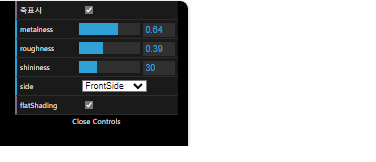 축표시
metalness 0.64
roughness 0.39
shininess 30
side FrontSide
flatShading
Close Controls